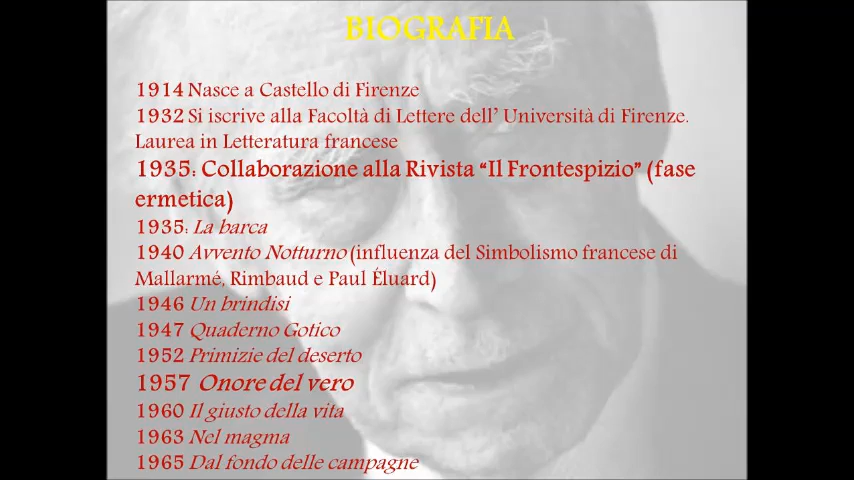 BIOGRAFIA
1914 Nasce a Castello di Firenze
1932 Si iscrive alla Facoltà di Lettere dell’ Università di Firenze.
Laurea in Letteratura francese
1935: Collaborazione alla Rivista “Il Frontespizio” (fase
ermetica)
1935: La barca
1940 Avvento Notturno (influenza del Simbolismo francese di
Mallarmé, Rimbaud e Paul Éluard)
1946 Un brindisi
1947 Quaderno Gotico
1952 Primizie del deserto
1957 Onore del vero
1960 Il giusto della vita
1963 Nel magma
1965 Dal fondo delle campagne